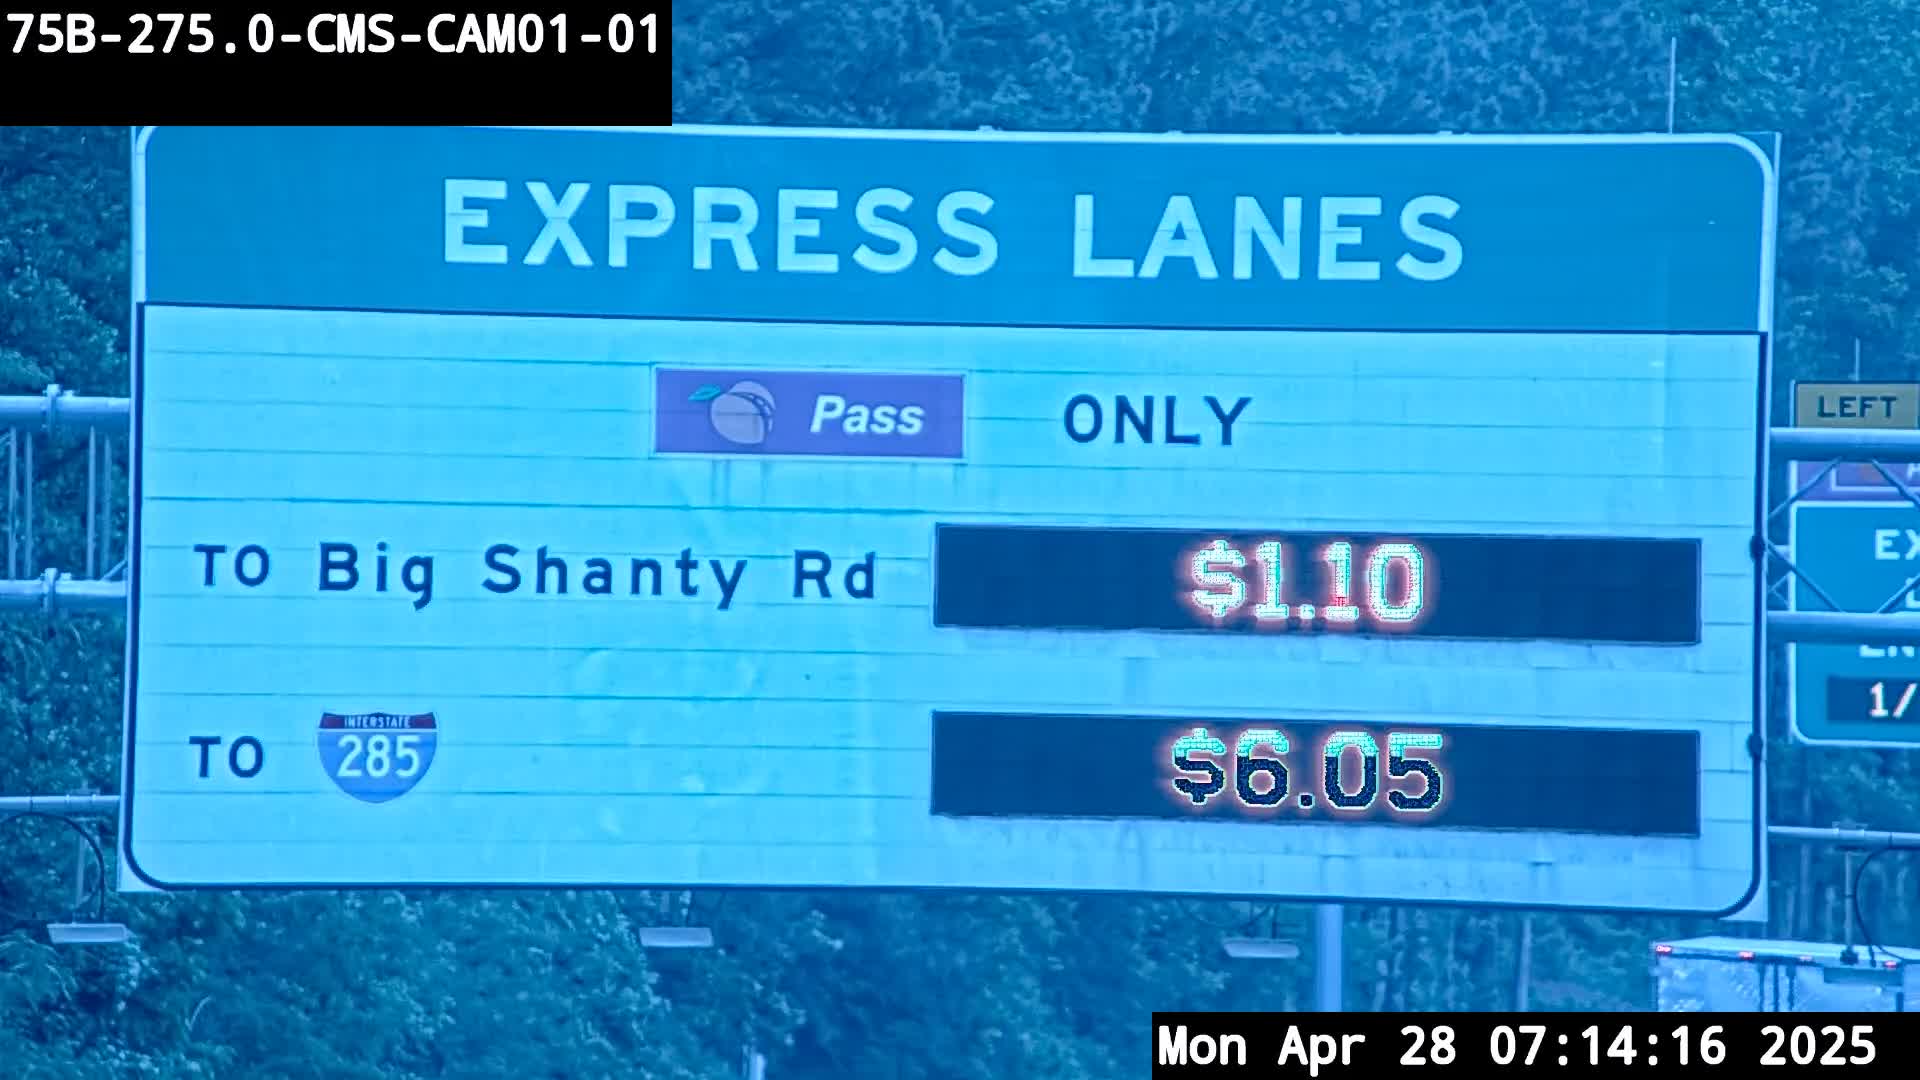 75B-275.0-CMS-CAM01-01
EXPRESS LANES
Pass ONLY
TO Big Shanty Rd $1.10
TO INTERSTATE 285 $6.05
LEFT
1/
Mon Apr 28 07:14:16 2025